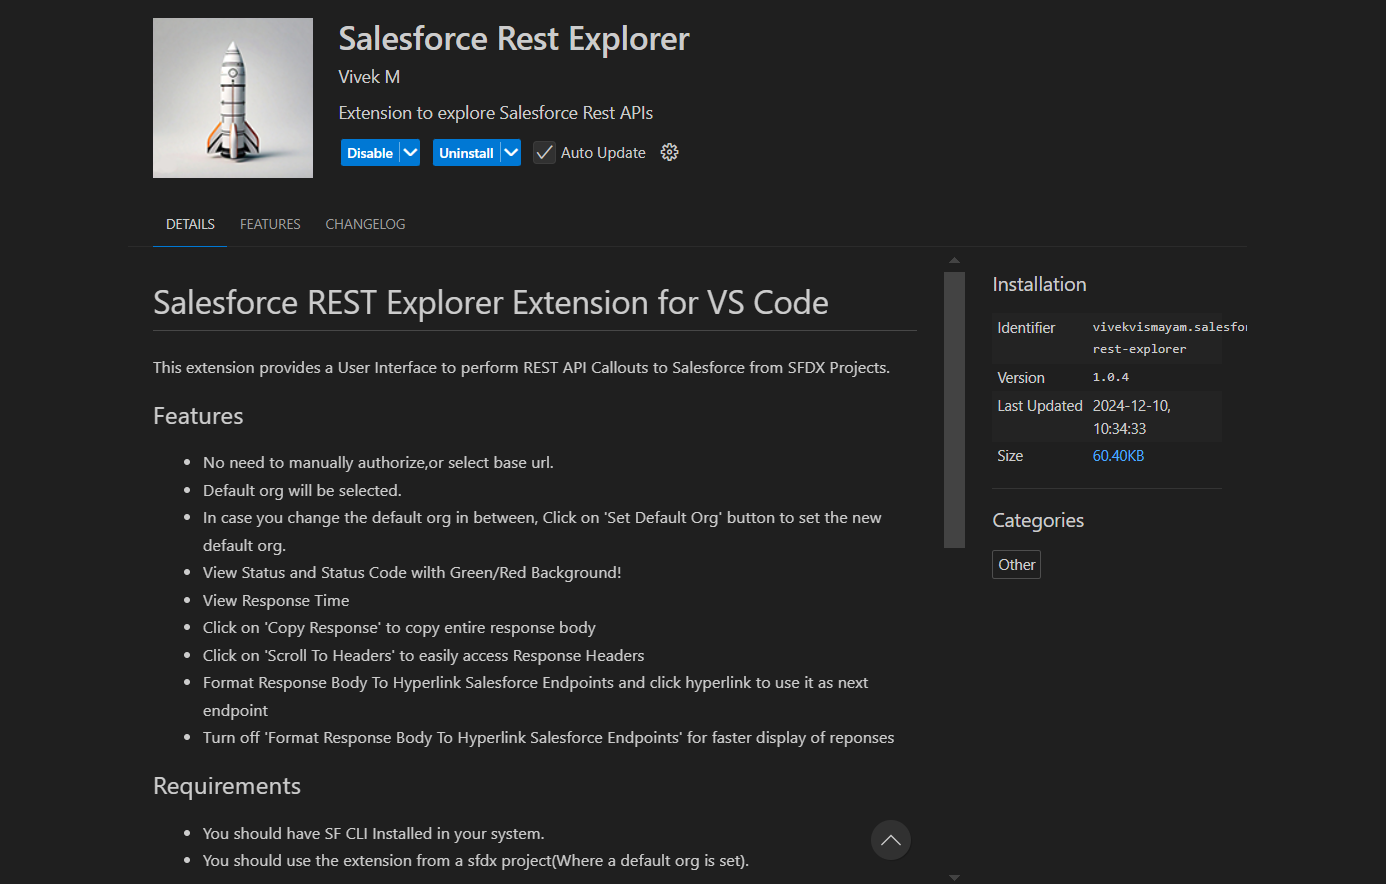 Salesforce Rest Explorer
Vivek M
Extension to explore Salesforce Rest APIs
Disable
Uninstall
Auto Update
DETAILS
FEATURES
CHANGELOG
Salesforce REST Explorer Extension for VS Code
This extension provides a User Interface to perform REST API Callouts to Salesforce from SFDX Projects.
Features
No need to manually authorize,or select base url.
Default org will be selected.
In case you change the default org in between, Click on 'Set Default Org' button to set the new
default org.
View Status and Status Code wilth Green/Red Background!
View Response Time
Click on 'Copy Response' to copy entire response body
Click on 'Scroll To Headers' to easily access Response Headers
Format Response Body To Hyperlink Salesforce Endpoints and click hyperlink to use it as next
endpoint
Turn off 'Format Response Body To Hyperlink Salesforce Endpoints' for faster display of reponses
Requirements
You should have SF CLI Installed in your system.
You should use the extension from a sfdx project(Where a default org is set).
Installation
Identifier
vivekvismayam.salesfor
rest-explorer
Version
1.0.4
Last Updated
2024-12-10,
10:34:33
Size
60.40KB
Categories
Other